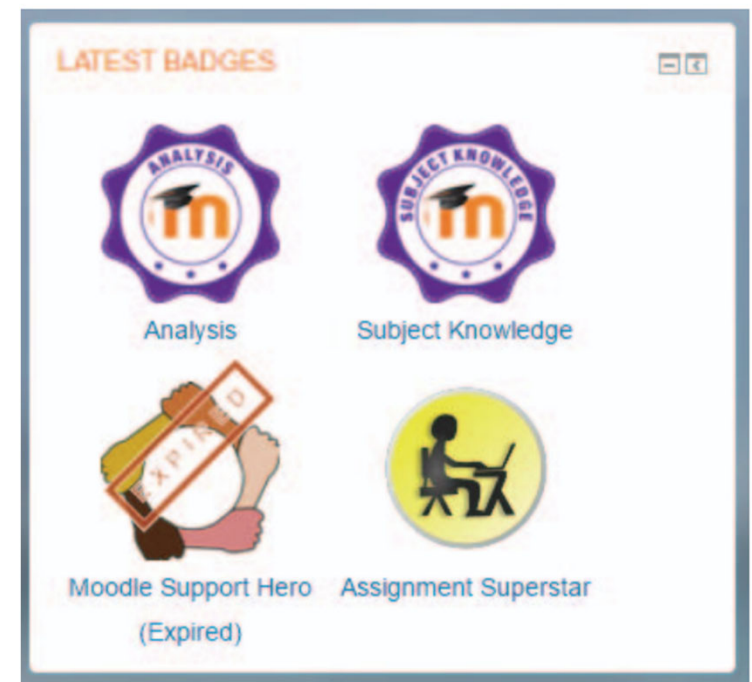 LATEST BADGES
ANALYSIS
m
SUBJECT KNOWLEDGE
m
Analysis
Subject Knowledge
EXPIRED
Moodle Support Hero
(Expired)
Assignment Superstar